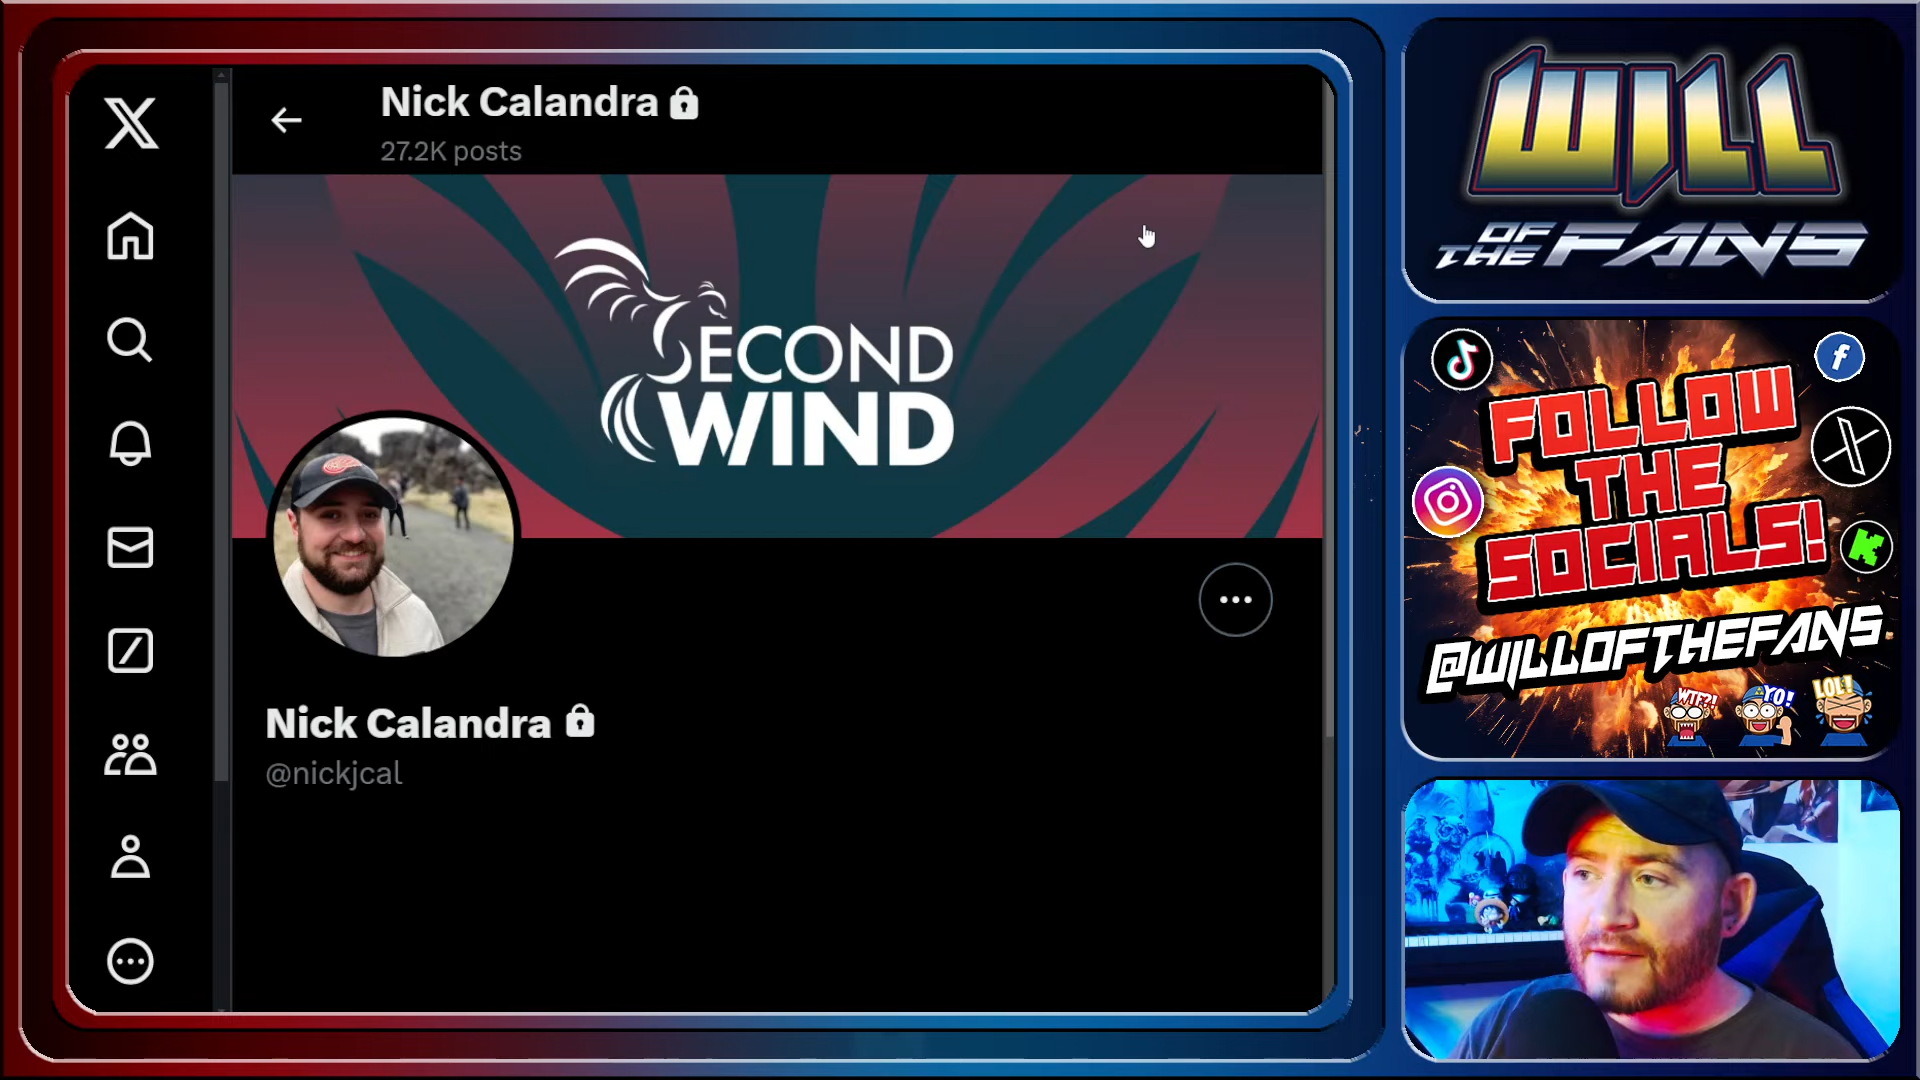 Nick Calandra
27.2K posts
SECOND
WIND
Nick Calandra
@nickjcal
WILL
OF
THE FANS
FOLLOW
THE
SOCIALS!
@WILLOFTHEFANS
WTF?!
YO!
LOL!